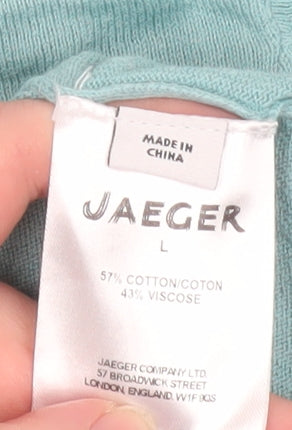 MADE IN
CHINA
JAEGER
L
57% COTTON/COTON
43% VISCOSE
JAEGER COMPANY LTD.
57 BROADWICK STREET
LONDON, ENGLAND, W1F 9QS